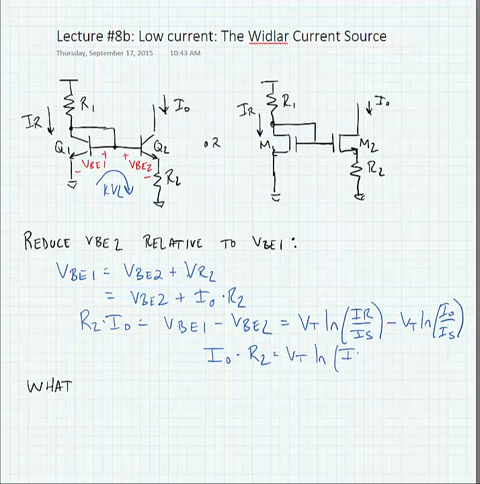 Lecture #8b: Low current: The Widlar Current Source
Thursday, September 17, 2015 10:43 AM
R1
IR
Io
Q1
VBE1
VBE2
Q2
R2
KVL
OR
R1
IR
Io
M1
M2
R2
REDUCE VBE2 RELATIVE TO VBE1:
VBE1 = VBE2 + VR2
= VBE2 + Io·R2
R2·Io = VBE1 - VBE2 = VT ln(IR/IS) - VT ln(Io/IS)
Io·R2 = VT ln(I
WHAT